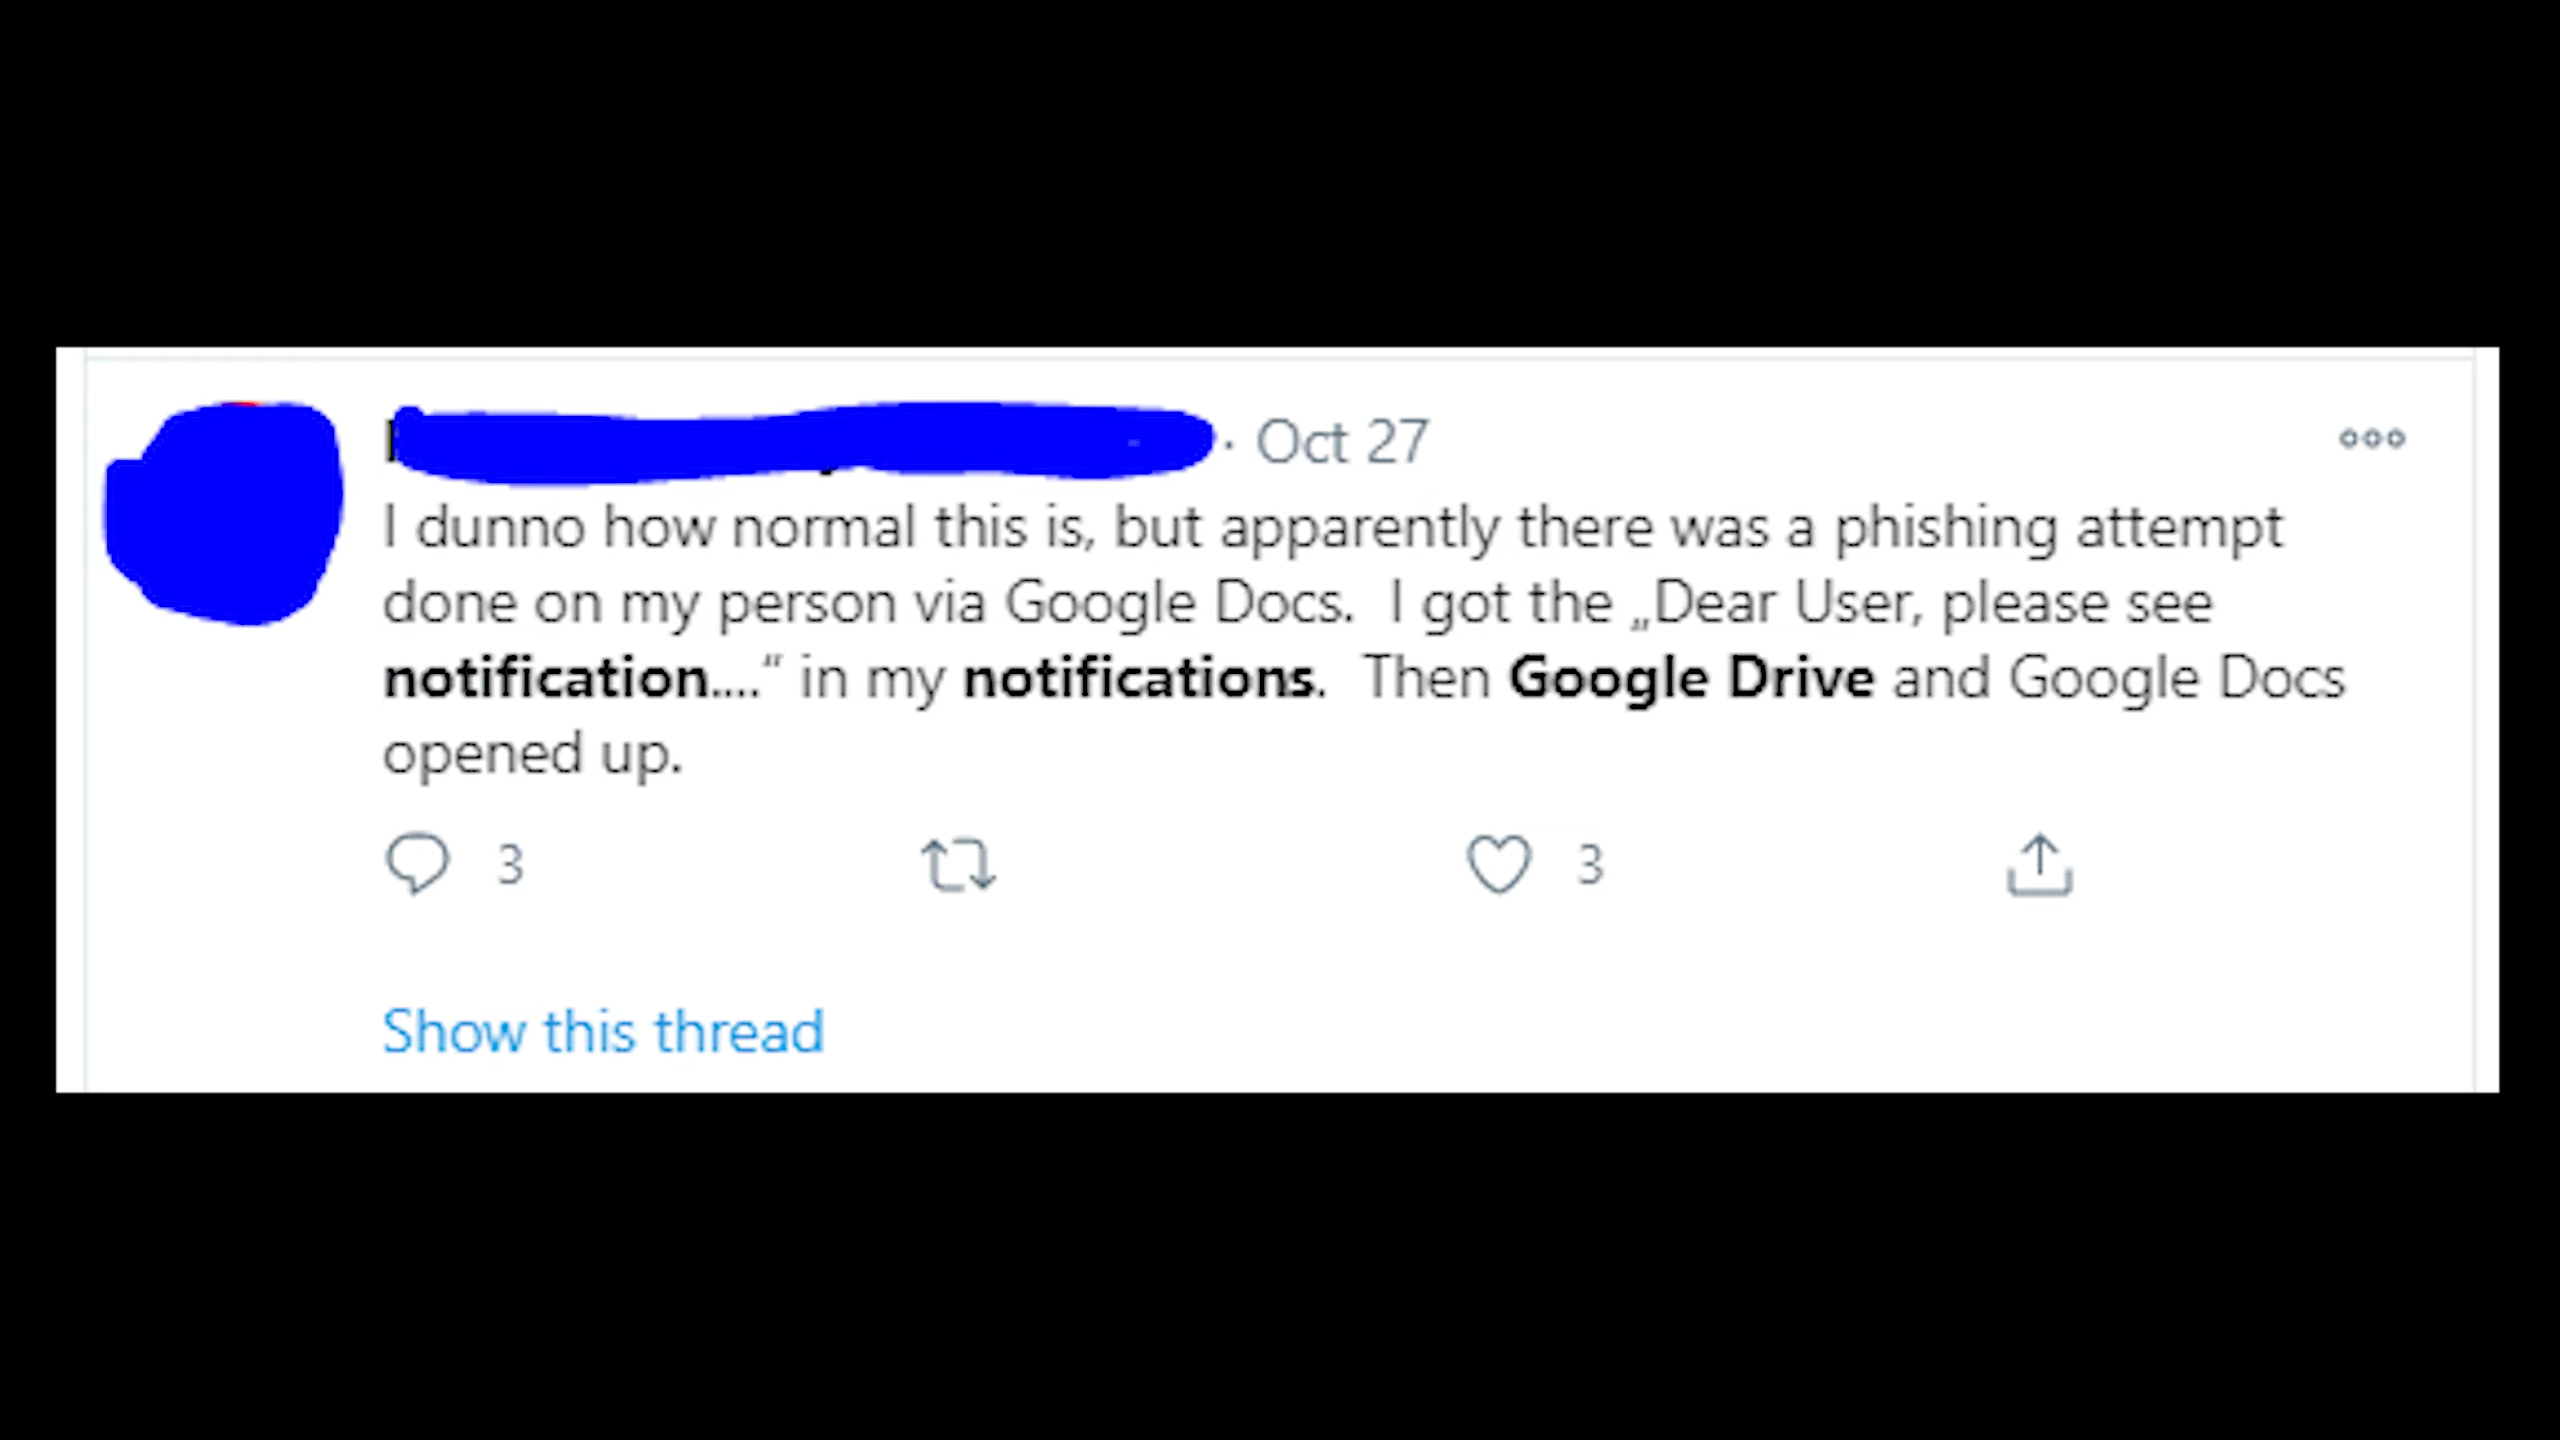 · Oct 27
I dunno how normal this is, but apparently there was a phishing attempt
done on my person via Google Docs.  I got the „Dear User, please see
notification....“ in my notifications.  Then Google Drive and Google Docs
opened up.
3 3
Show this thread